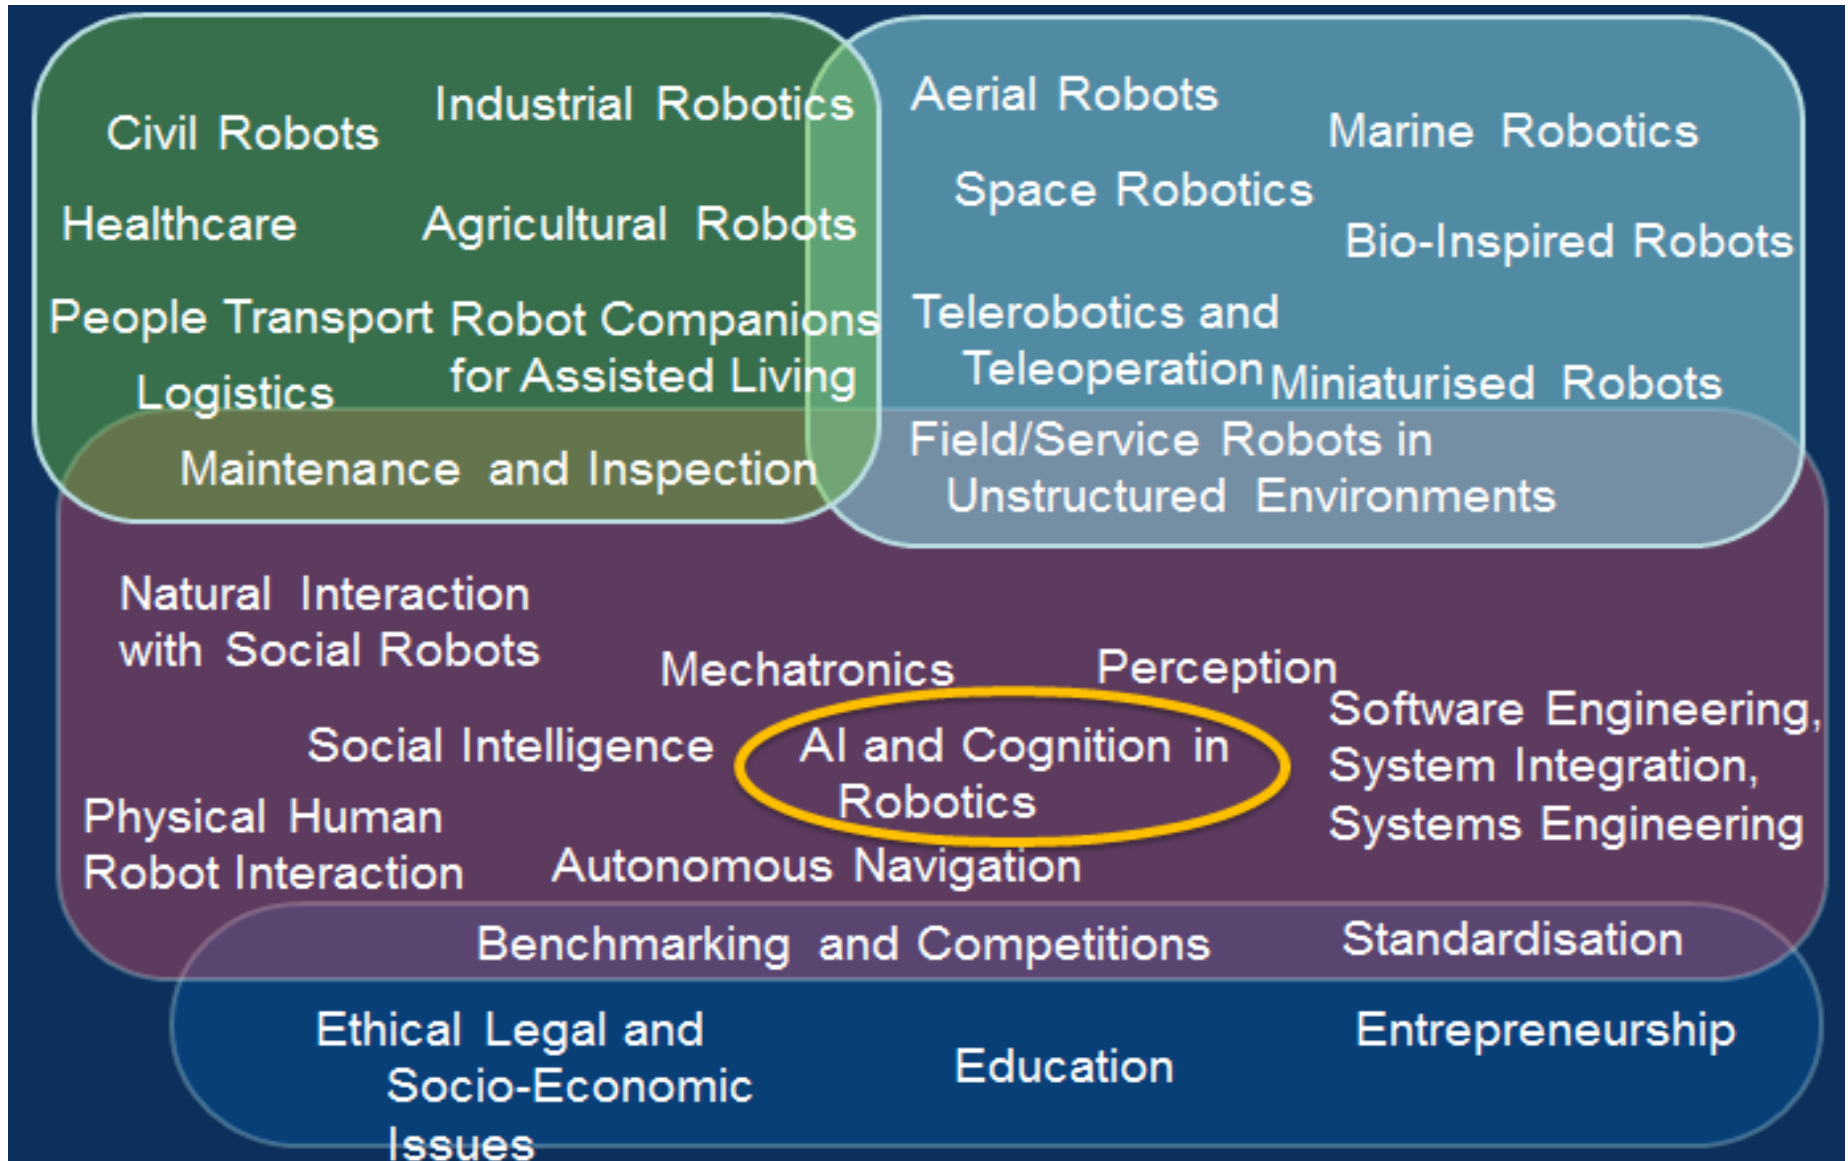 Civil Robots
Industrial Robotics
Healthcare
Agricultural Robots
People Transport
Robot Companions
for Assisted Living
Logistics
Maintenance and Inspection
Aerial Robots
Marine Robotics
Space Robotics
Bio-Inspired Robots
Telerobotics and
Teleoperation
Miniaturised Robots
Field/Service Robots in
Unstructured Environments
Natural Interaction
with Social Robots
Mechatronics
Perception
Social Intelligence
AI and Cognition in
Robotics
Software Engineering,
System Integration,
Systems Engineering
Physical Human
Robot Interaction
Autonomous Navigation
Benchmarking and Competitions
Standardisation
Ethical Legal and
Socio-Economic
Issues
Education
Entrepreneurship